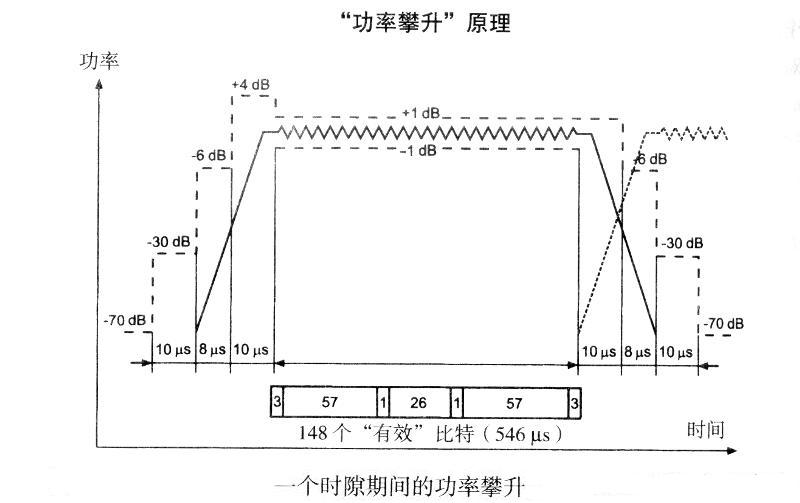 “功率攀升”原理
功率
+4 dB
+1 dB
-6 dB
-1 dB
-6 dB
-30 dB
-30 dB
-70 dB
-70 dB
10 μs 8 μs 10 μs 10 μs 8 μs 10 μs
3 57 1 26 1 57 3
148个“有效”比特(546 μs)
时间
一个时隙期间的功率攀升